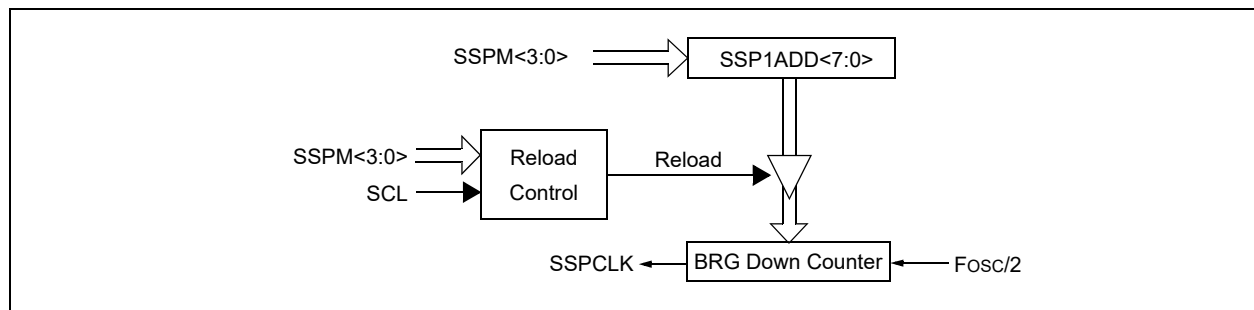 SSPM<3:0>
SSP1ADD<7:0>
SSPM<3:0>
SCL
Reload
Control
Reload
SSPCLK
BRG Down Counter
FOSC/2